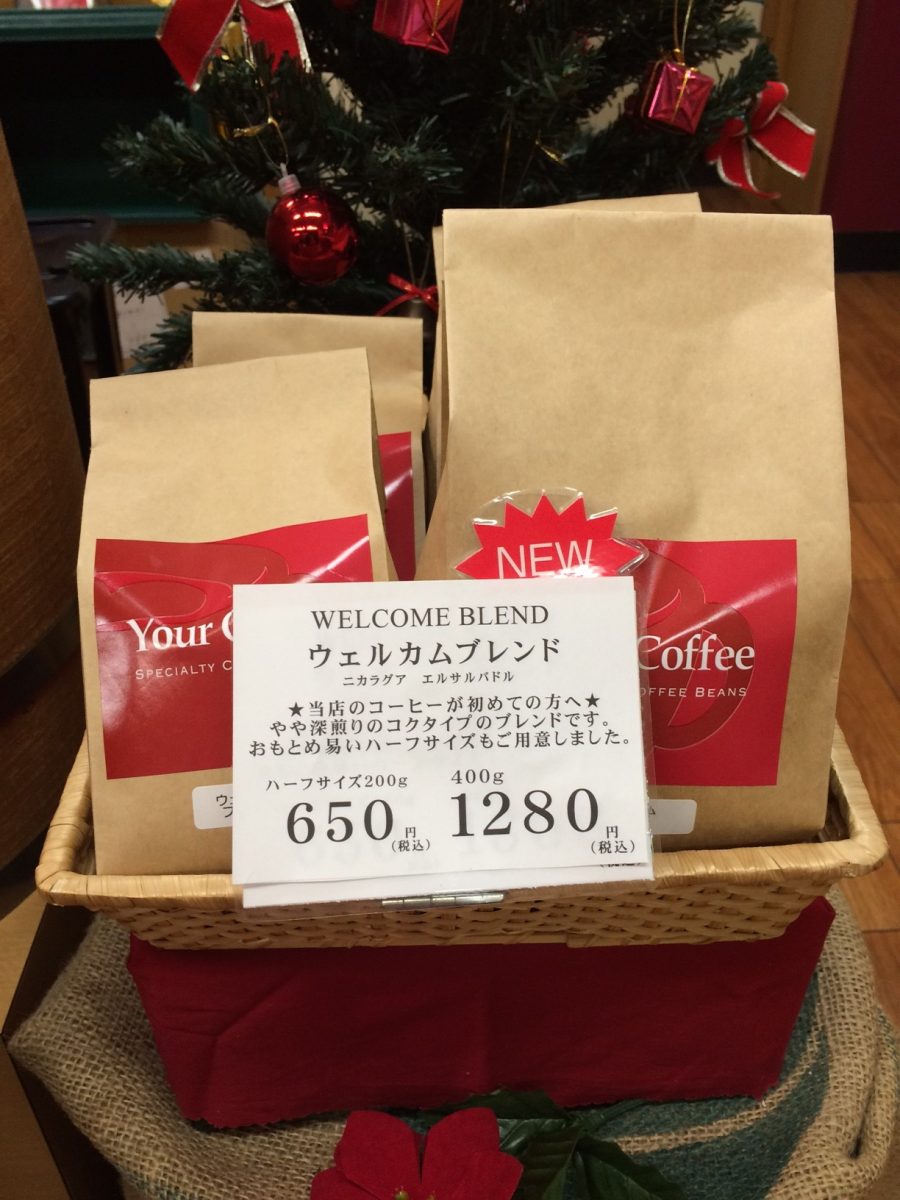 NEW
Your
SPECIALTY
Coffee
COFFEE BEANS
WELCOME BLEND
ウェルカムブレンド
ニカラグア エルサルバドル
★当店のコーヒーが初めての方へ★
やや深煎りのコクタイプのブレンドです。
おもとめ易いハーフサイズもご用意しました。
ハーフサイズ200g 400g
650円(税込) 1280円(税込)